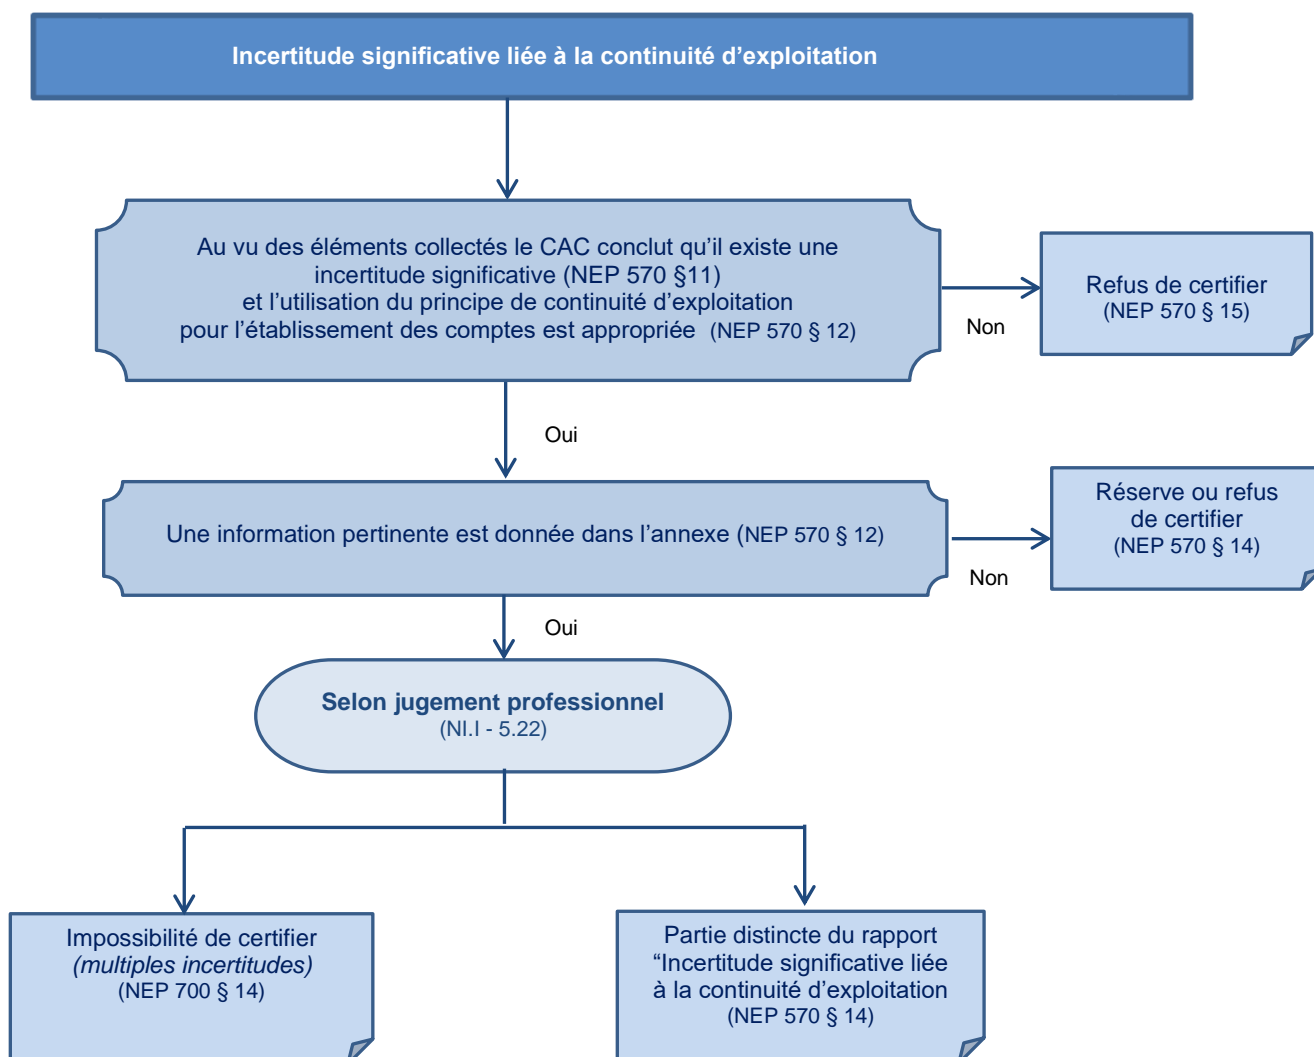 Incertitude significative liée à la continuité d’exploitation
Au vu des éléments collectés le CAC conclut qu’il existe une
incertitude significative (NEP 570 §11)
et l’utilisation du principe de continuité d’exploitation
pour l’établissement des comptes est appropriée (NEP 570 § 12)
Non
Refus de certifier
(NEP 570 § 15)
Oui
Une information pertinente est donnée dans l’annexe (NEP 570 § 12)
Non
Réserve ou refus
de certifier
(NEP 570 § 14)
Oui
Selon jugement professionnel
(NI.I - 5.22)
Impossibilité de certifier
(multiples incertitudes)
(NEP 700 § 14)
Partie distincte du rapport
“Incertitude significative liée
à la continuité d’exploitation
(NEP 570 § 14)